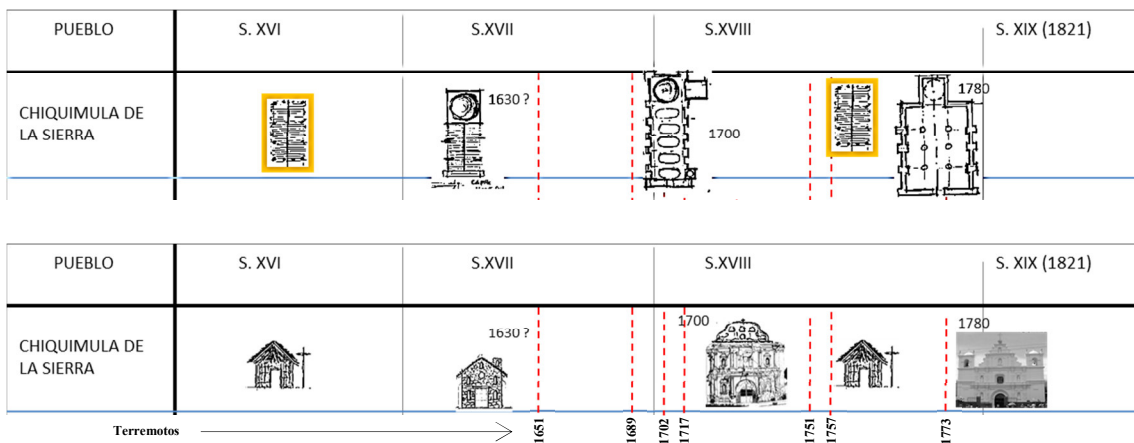 PUEBLO S. XVI S.XVII S.XVIII S. XIX (1821)
CHIQUIMULA DE
LA SIERRA
1630 ?
1700
1780
PUEBLO S. XVI S.XVII S.XVIII S. XIX (1821)
CHIQUIMULA DE
LA SIERRA
1630 ?
1700
1780
Terremotos 1651 1689 1702 1717 1751 1757 1773